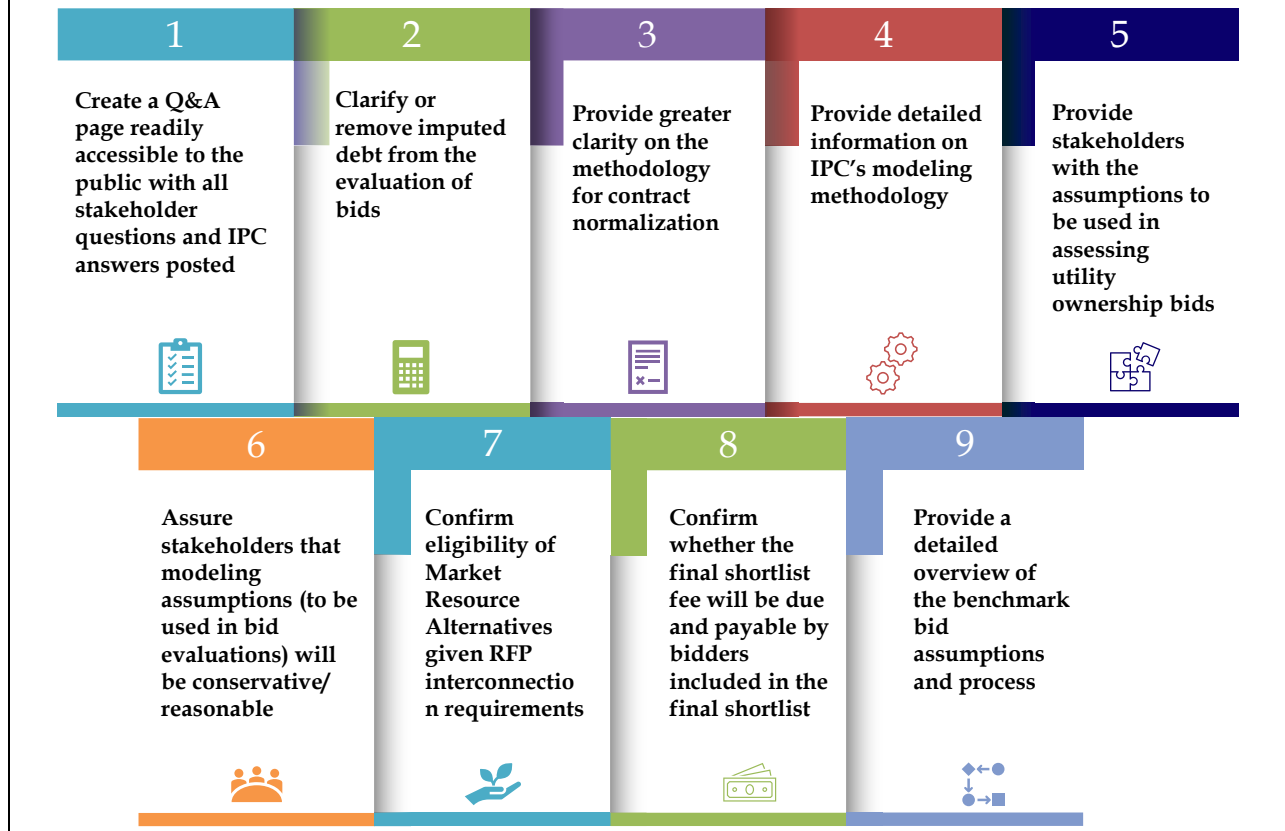 1
Create a Q&A
page readily
accessible to the
public with all
stakeholder
questions and IPC
answers posted
2
Clarify or
remove imputed
debt from the
evaluation of
bids
3
Provide greater
clarity on the
methodology
for contract
normalization
4
Provide detailed
information on
IPC’s modeling
methodology
5
Provide
stakeholders
with the
assumptions to
be used in
assessing
utility
ownership bids
6
Assure
stakeholders that
modeling
assumptions (to be
used in bid
evaluations) will
be conservative/
reasonable
7
Confirm
eligibility of
Market
Resource
Alternatives
given RFP
interconnectio
n requirements
8
Confirm
whether the
final shortlist
fee will be due
and payable by
bidders
included in the
final shortlist
9
Provide a
detailed
overview of
the benchmark
bid
assumptions
and process